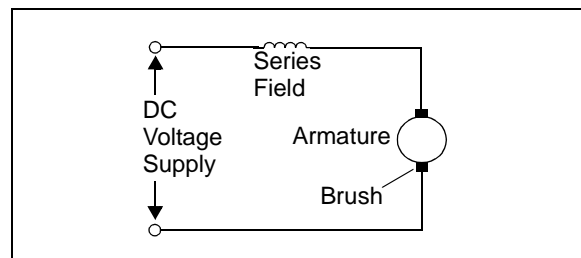 Series
Field
DC
Voltage
Supply
Armature
Brush